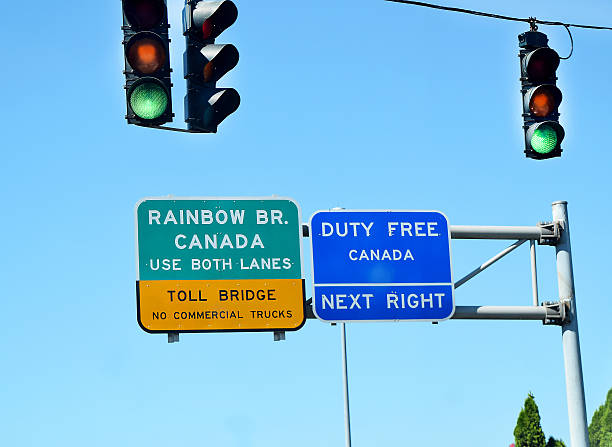 RAINBOW BR.
CANADA
USE BOTH LANES
TOLL BRIDGE
NO COMMERCIAL TRUCKS
DUTY FREE
CANADA
NEXT RIGHT